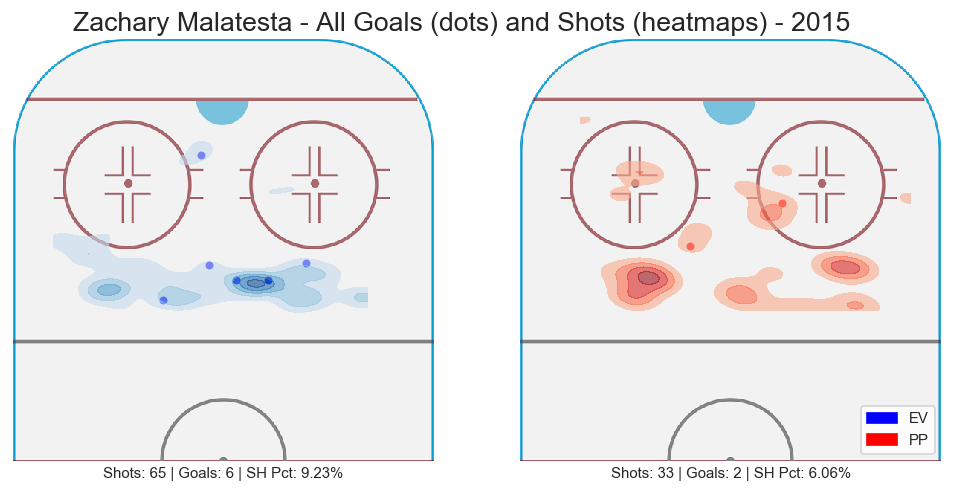 Zachary Malatesta - All Goals (dots) and Shots (heatmaps) - 2015
EV
PP
Shots: 65 | Goals: 6 | SH Pct: 9.23%
Shots: 33 | Goals: 2 | SH Pct: 6.06%